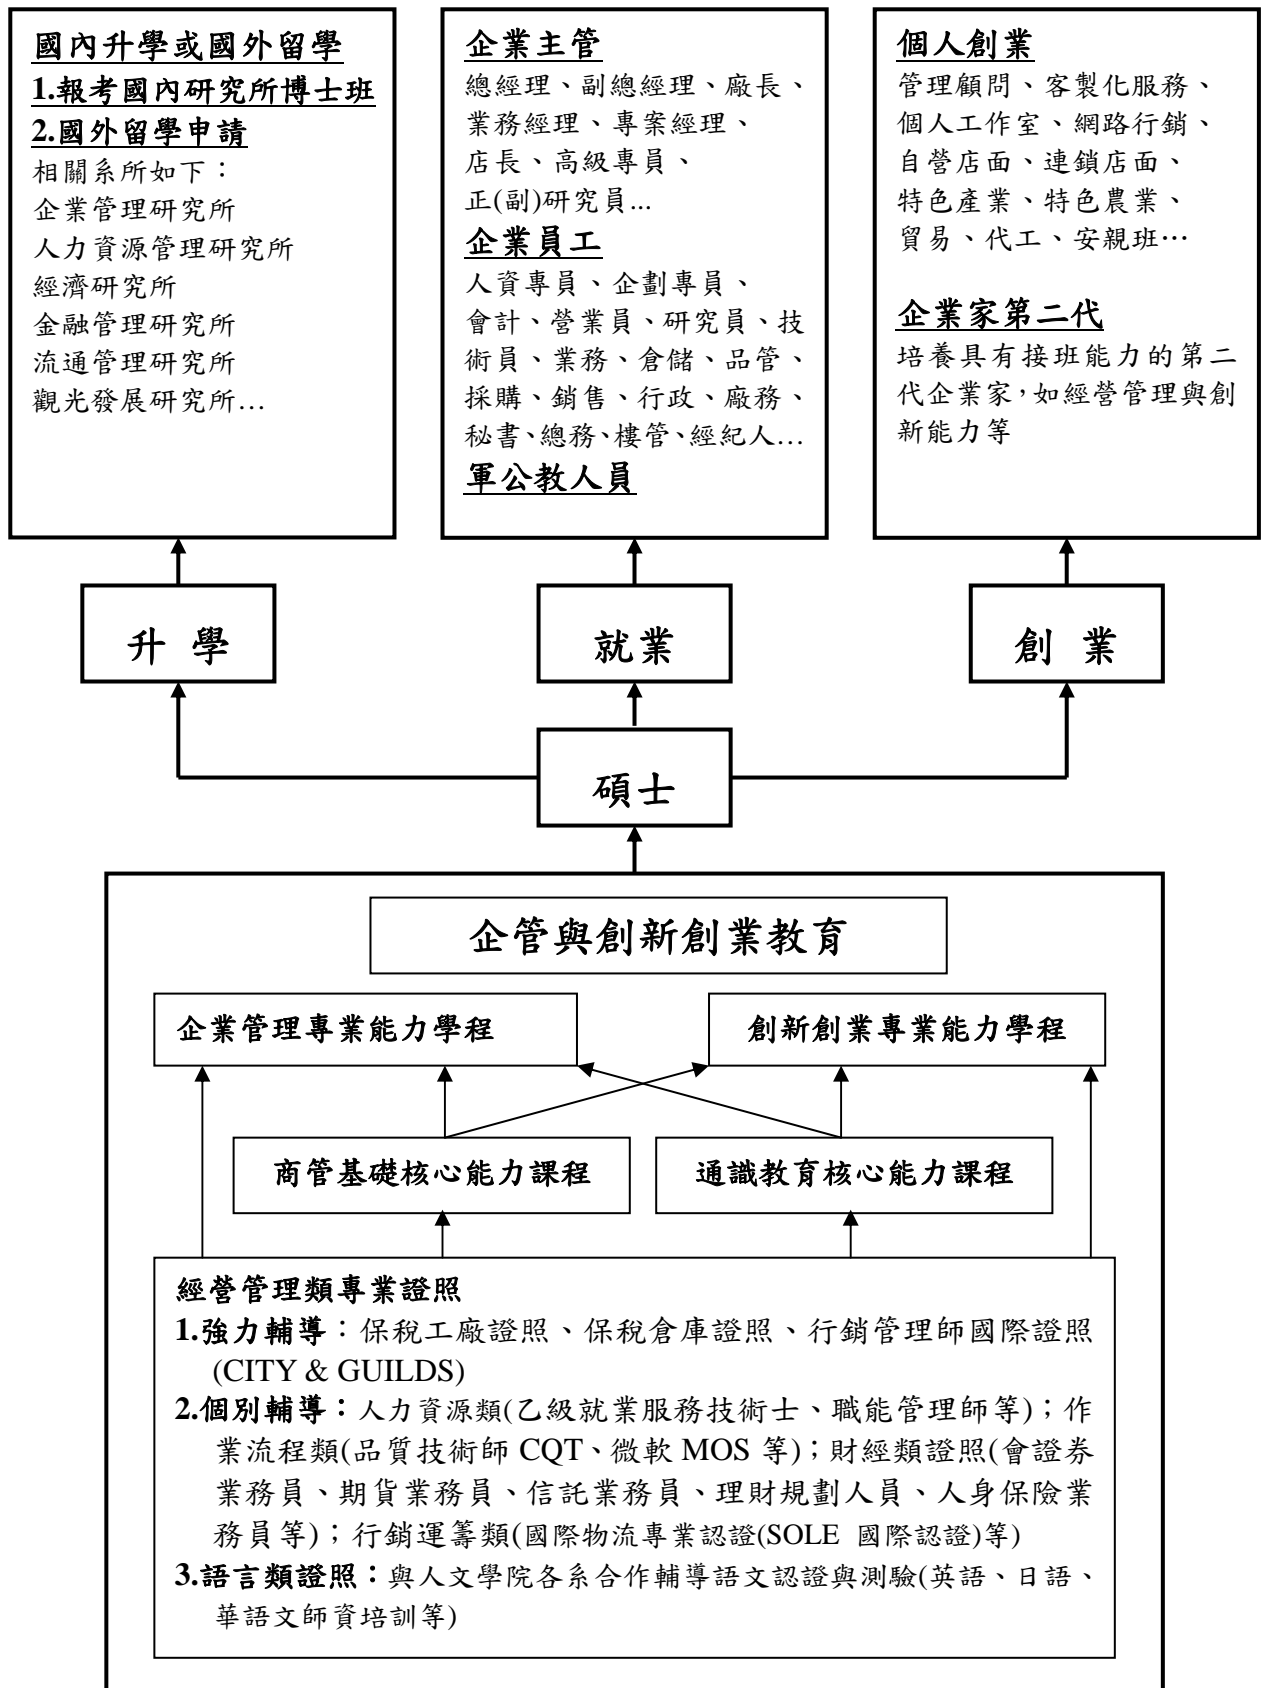 國內升學或國外留學
1.報考國內研究所博士班
2.國外留學申請
相關系所如下：
企業管理研究所
人力資源管理研究所
經濟研究所
金融管理研究所
流通管理研究所
觀光發展研究所…
企業主管
總經理、副總經理、廠長、
業務經理、專案經理、
店長、高級專員、
正(副)研究員...
企業員工
人資專員、企劃專員、
會計、營業員、研究員、技
術員、業務、倉儲、品管、
採購、銷售、行政、廠務、
秘書、總務、樓管、經紀人…
軍公教人員
個人創業
管理顧問、客製化服務、
個人工作室、網路行銷、
自營店面、連鎖店面、
特色產業、特色農業、
貿易、代工、安親班…
企業家第二代
培養具有接班能力的第二
代企業家，如經營管理與創
新能力等
升 學
就業
創 業
碩士
企管與創新創業教育
企業管理專業能力學程
創新創業專業能力學程
商管基礎核心能力課程
通識教育核心能力課程
經營管理類專業證照
1.強力輔導：保稅工廠證照、保稅倉庫證照、行銷管理師國際證照
(CITY & GUILDS)
2.個別輔導：人力資源類(乙級就業服務技術士、職能管理師等)；作
業流程類(品質技術師 CQT、微軟 MOS 等)；財經類證照(會證券
業務員、期貨業務員、信託業務員、理財規劃人員、人身保險業
務員等)；行銷運籌類(國際物流專業認證(SOLE 國際認證)等)
3.語言類證照：與人文學院各系合作輔導語文認證與測驗(英語、日語、
華語文師資培訓等)